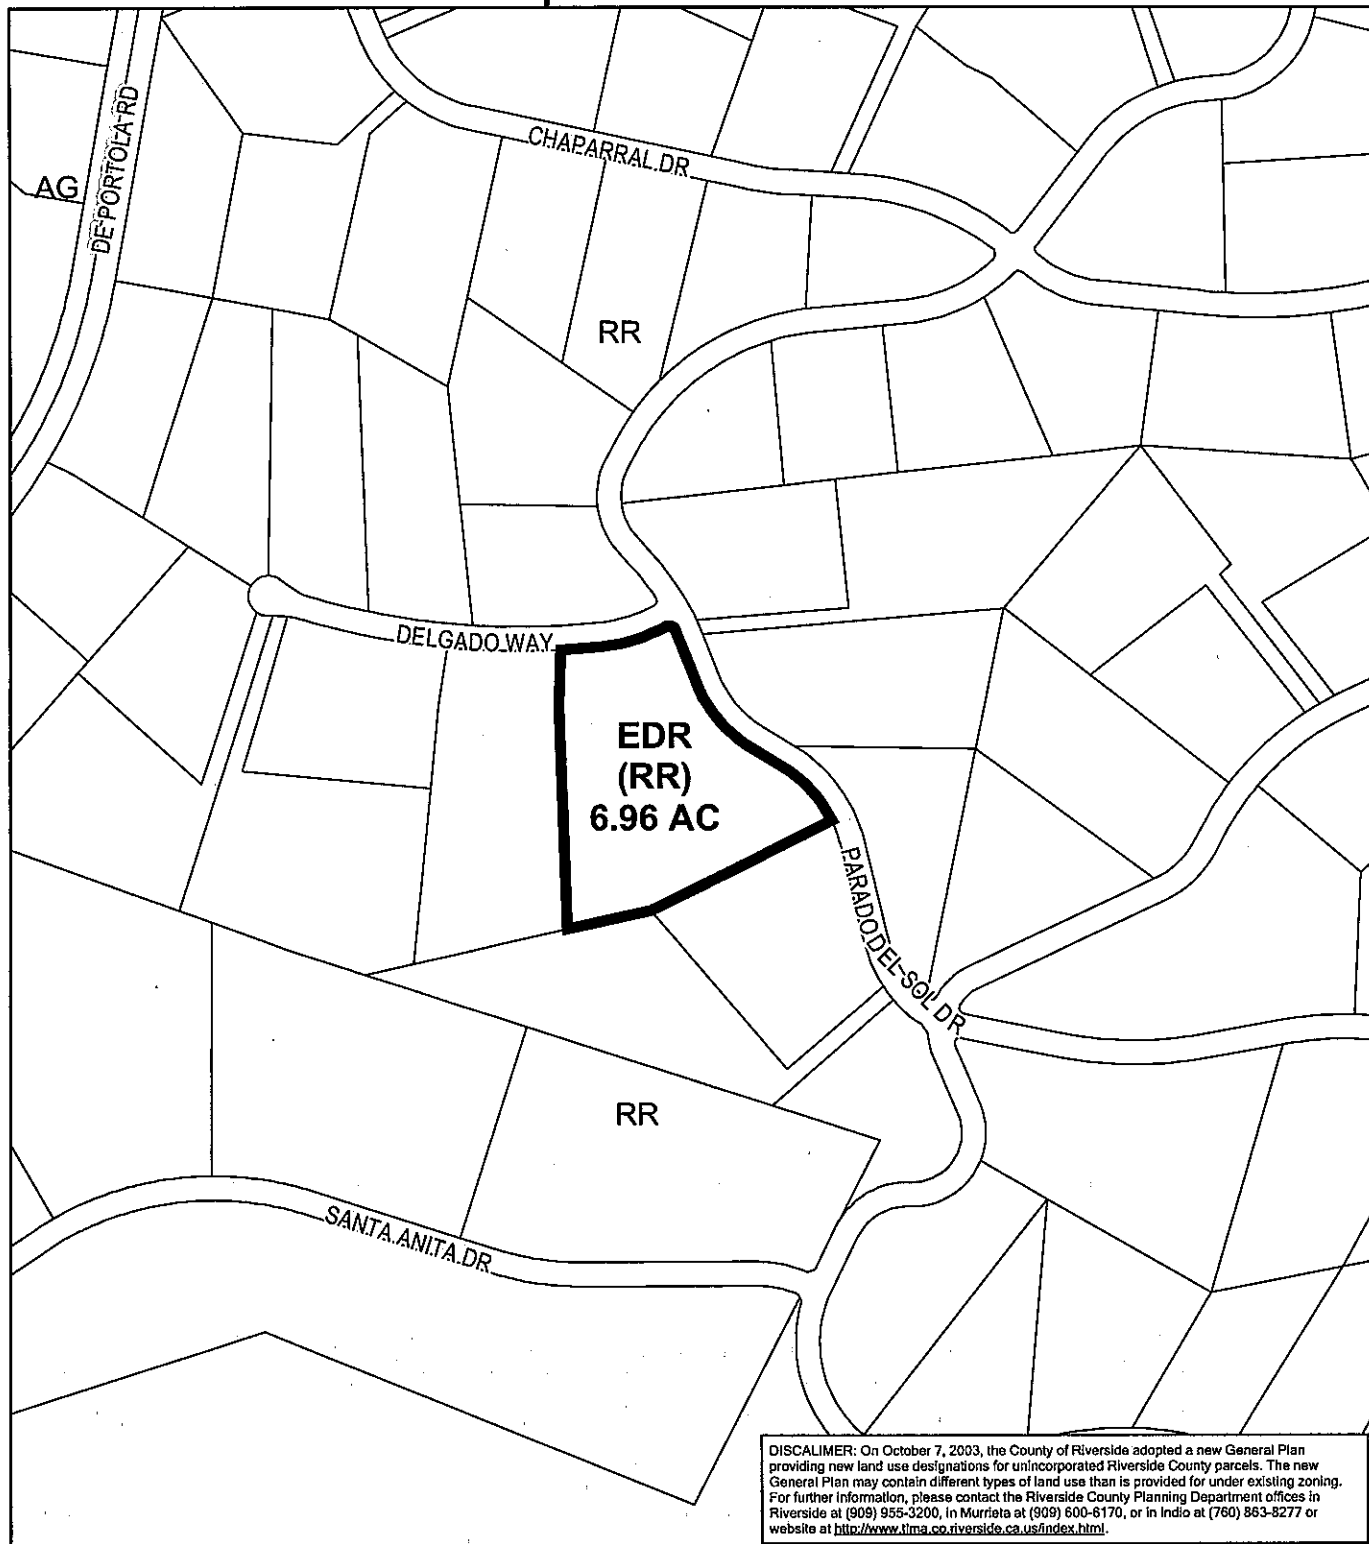 DE PORTOLA RD
AG
CHAPARRAL DR
RR
DELGADO WAY
EDR
(RR)
6.96 AC
PARADO DEL SOL DR
RR
SANTA ANITA DR
DISCALIMER: On October 7, 2003, the County of Riverside adopted a new General Plan
providing new land use designations for unincorporated Riverside County parcels. The new
General Plan may contain different types of land use than is provided for under existing zoning.
For further information, please contact the Riverside County Planning Department offices in
Riverside at (909) 955-3200, in Murrieta at (909) 600-6170, or in Indio at (760) 863-8277 or
website at http://www.tlma.co.riverside.ca.us/index.html.